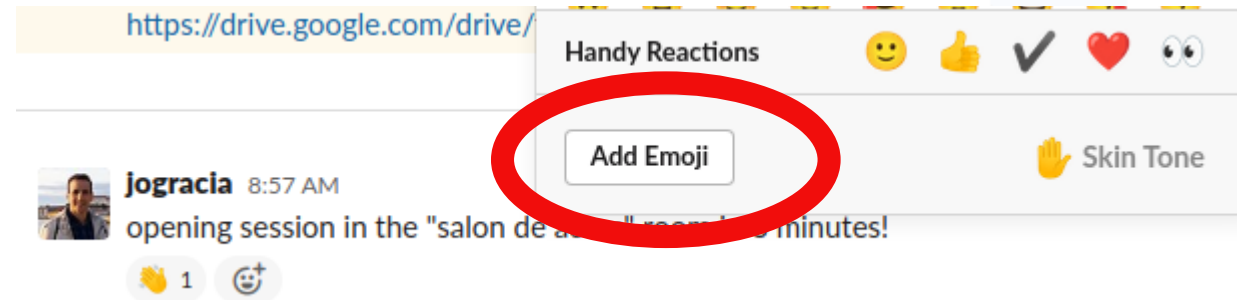 https://drive.google.com/drive/
Handy Reactions
Add Emoji
Skin Tone
jogracia 8:57 AM
opening session in the "salon de minutes!
1